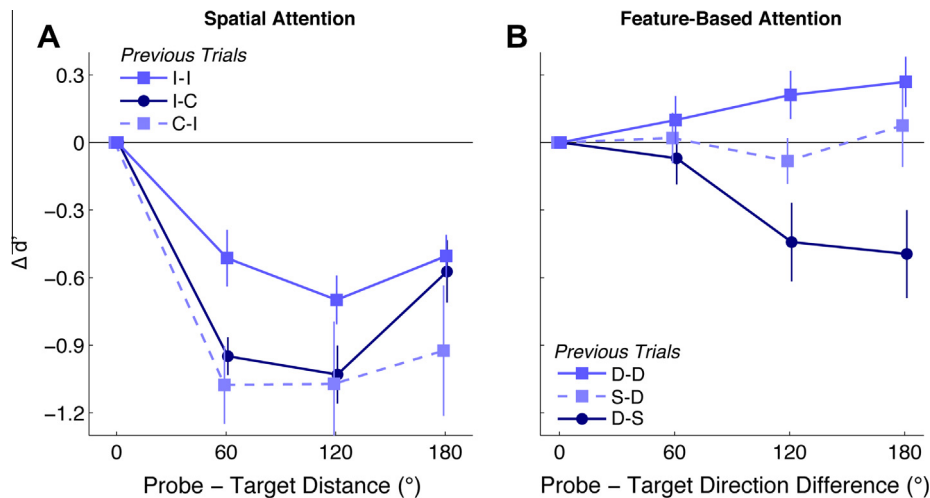 Spatial Attention
Feature-Based Attention
A
B
Previous Trials
I-I
I-C
C-I
0.3
0
−0.3
−0.6
−0.9
−1.2
Δ d'
0 60 120 180
Probe − Target Distance (°)
Previous Trials
D-D
S-D
D-S
0 60 120 180
Probe − Target Direction Difference (°)